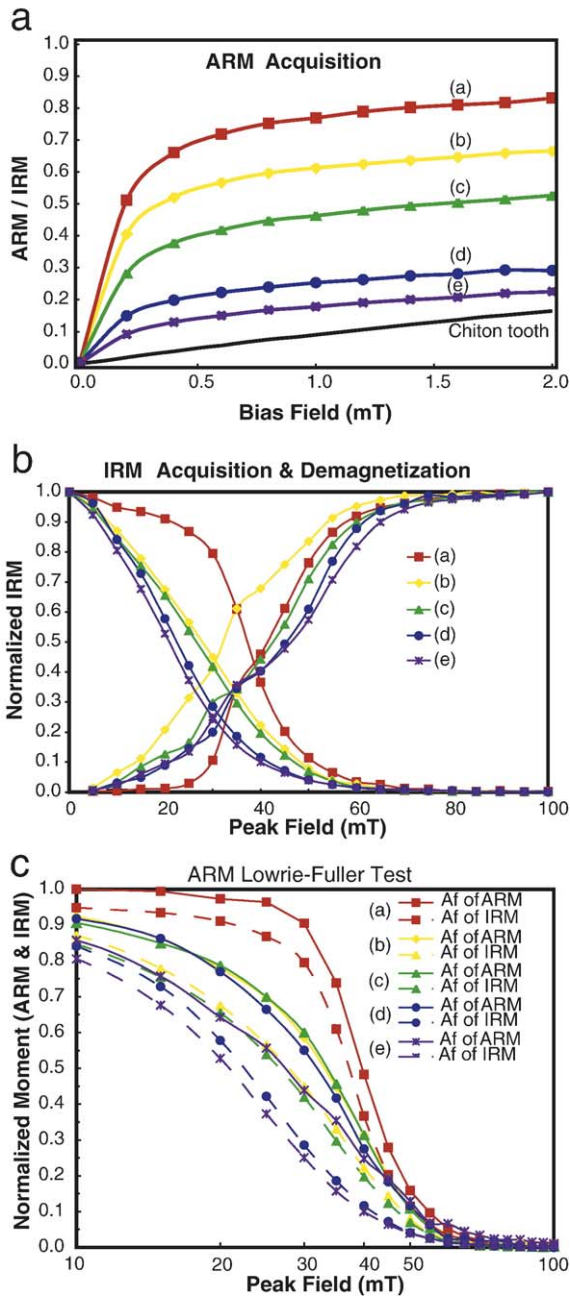 a
ARM Acquisition
ARM / IRM
1.0
0.9
0.8
0.7
0.6
0.5
0.4
0.3
0.2
0.1
0.0
(a)
(b)
(c)
(d)
(e)
Chiton tooth
0.0 0.5 1.0 1.5 2.0
Bias Field (mT)
b
IRM Acquisition & Demagnetization
Normalized IRM
1.0
0.9
0.8
0.7
0.6
0.5
0.4
0.3
0.2
0.1
0.0
(a)
(b)
(c)
(d)
(e)
0 20 40 60 80 100
Peak Field (mT)
c
ARM Lowrie-Fuller Test
Normalized Moment (ARM & IRM)
1.0
0.9
0.8
0.7
0.6
0.5
0.4
0.3
0.2
0.1
0.0
(a) Af of ARM
Af of IRM
(b) Af of ARM
Af of IRM
(c) Af of ARM
Af of IRM
(d) Af of ARM
Af of IRM
(e) Af of ARM
Af of IRM
10 20 30 40 50 100
Peak Field (mT)